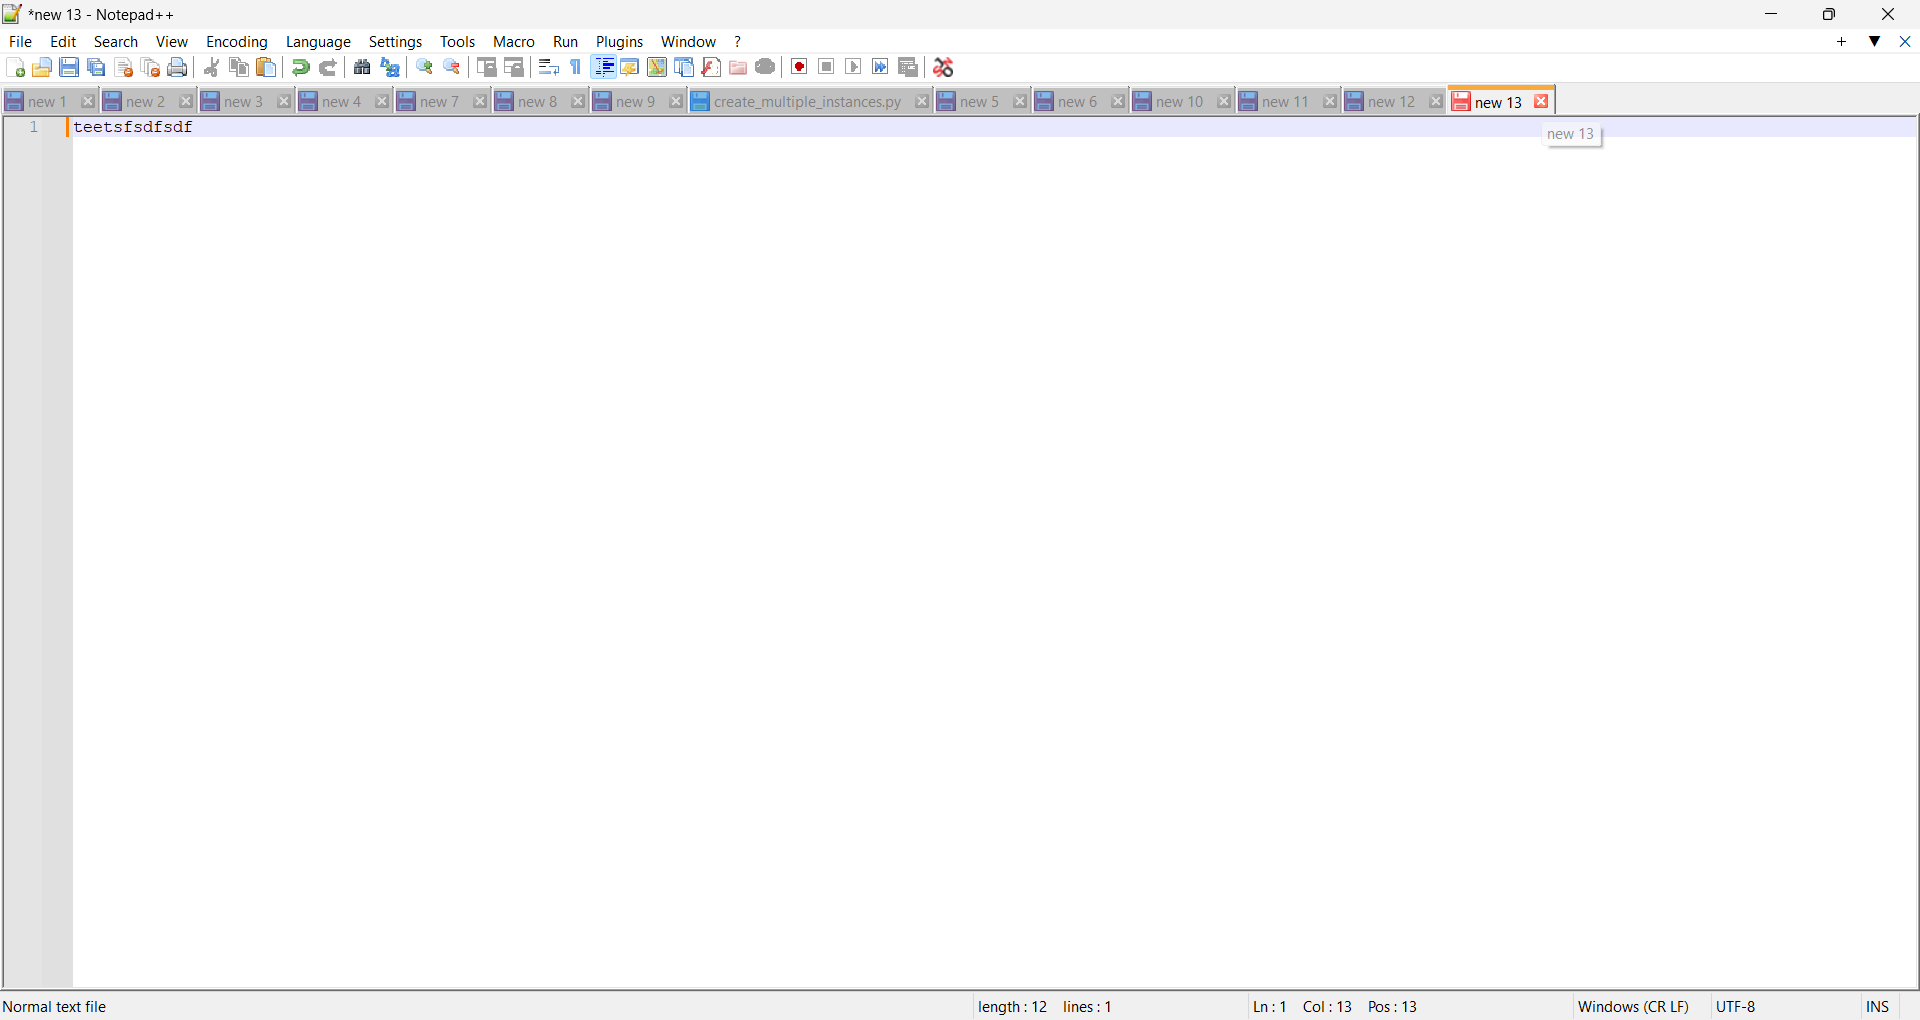 *new 13 - Notepad++
File Edit Search View Encoding Language Settings Tools Macro Run Plugins Window ?
new 1 new 2 new 3 new 4 new 7 new 8 new 9 create_multiple_instances.py new 5 new 6 new 10 new 11 new 12 new 13
1 teetsfsdfsdf
new 13
Normal text file length : 12 lines : 1 Ln : 1 Col : 13 Pos : 13 Windows (CR LF) UTF-8 INS